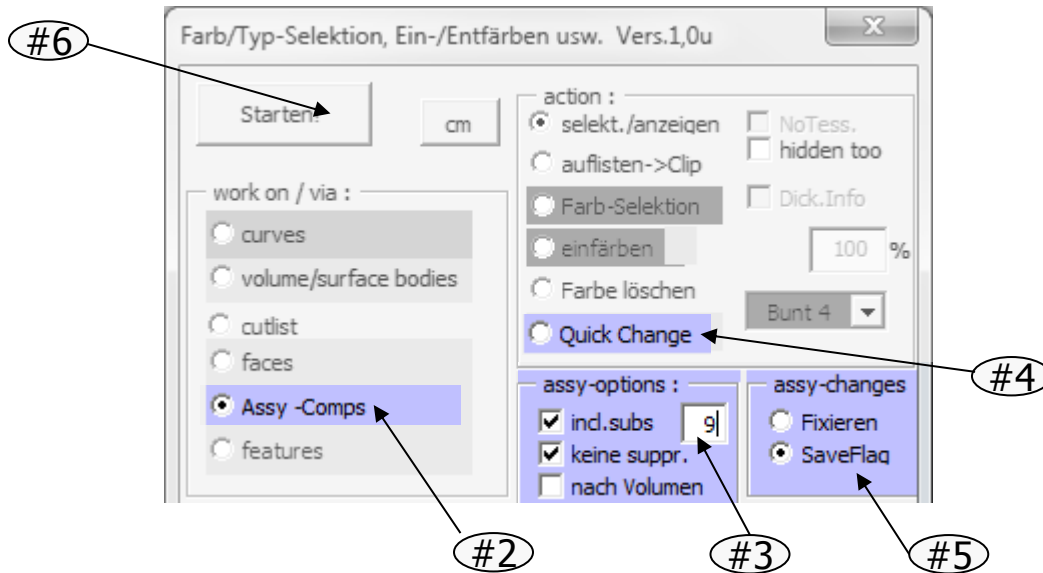 #6
Farb/Typ-Selektion, Ein-/Entfärben usw. Vers.1,0u
Starten!
cm
work on / via :
curves
volume/surface bodies
cutlist
faces
Assy -Comps
features
action :
selekt./anzeigen
auflisten->Clip
Farb-Selektion
einfärben
Farbe löschen
Quick Change
NoTess.
hidden too
Dick.Info
100 %
Bunt 4
#4
assy-options :
incl.subs 9
keine suppr.
nach Volumen
assy-changes
Fixieren
SaveFlag
#2
#3
#5